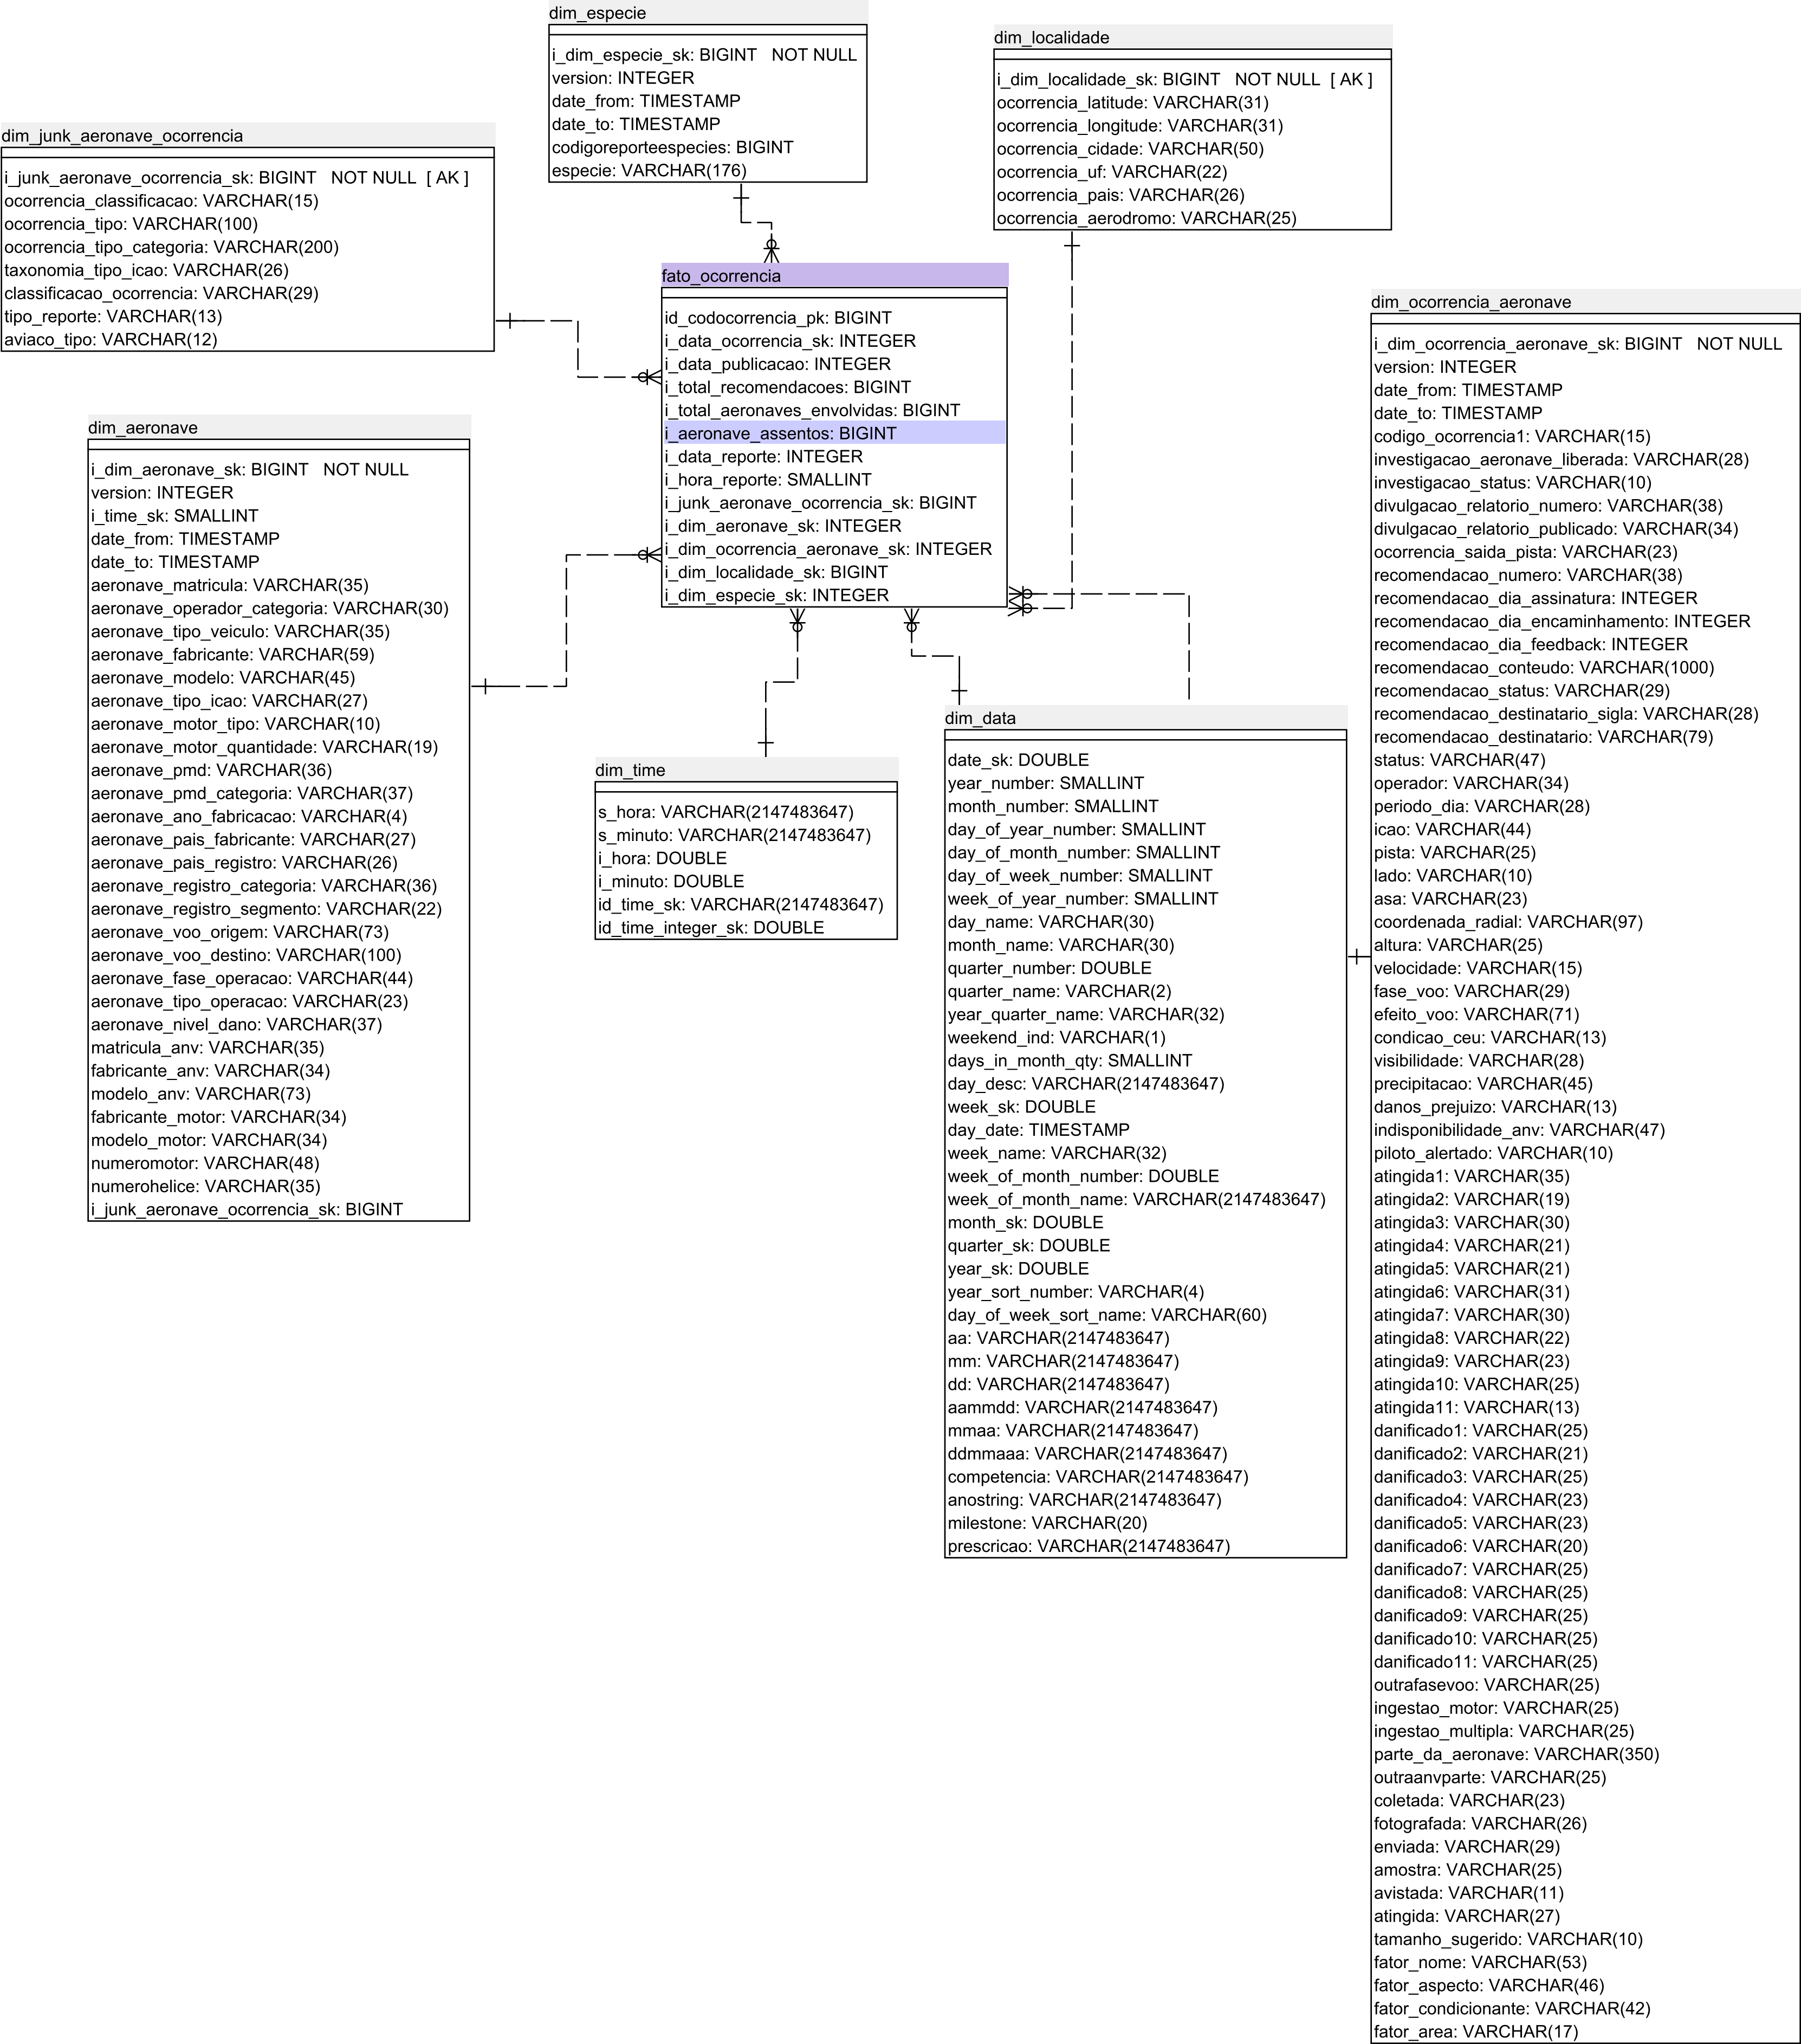 dim_especie
i_dim_especie_sk: BIGINT NOT NULL
version: INTEGER
date_from: TIMESTAMP
date_to: TIMESTAMP
codigoreporteespecies: BIGINT
especie: VARCHAR(176)
dim_localidade
i_dim_localidade_sk: BIGINT NOT NULL [ AK ]
ocorrencia_latitude: VARCHAR(31)
ocorrencia_longitude: VARCHAR(31)
ocorrencia_cidade: VARCHAR(50)
ocorrencia_uf: VARCHAR(22)
ocorrencia_pais: VARCHAR(26)
ocorrencia_aerodromo: VARCHAR(25)
dim_junk_aeronave_ocorrencia
i_junk_aeronave_ocorrencia_sk: BIGINT NOT NULL [ AK ]
ocorrencia_classificacao: VARCHAR(15)
ocorrencia_tipo: VARCHAR(100)
ocorrencia_tipo_categoria: VARCHAR(200)
taxonomia_tipo_icao: VARCHAR(26)
classificacao_ocorrencia: VARCHAR(29)
tipo_reporte: VARCHAR(13)
aviaco_tipo: VARCHAR(12)
fato_ocorrencia
id_codocorrencia_pk: BIGINT
i_data_ocorrencia_sk: INTEGER
i_data_publicacao: INTEGER
i_total_recomendacoes: BIGINT
i_total_aeronaves_envolvidas: BIGINT
i_aeronave_assentos: BIGINT
i_data_reporte: INTEGER
i_hora_reporte: SMALLINT
i_junk_aeronave_ocorrencia_sk: BIGINT
i_dim_aeronave_sk: INTEGER
i_dim_ocorrencia_aeronave_sk: INTEGER
i_dim_localidade_sk: BIGINT
i_dim_especie_sk: INTEGER
dim_aeronave
i_dim_aeronave_sk: BIGINT NOT NULL
version: INTEGER
i_time_sk: SMALLINT
date_from: TIMESTAMP
date_to: TIMESTAMP
aeronave_matricula: VARCHAR(35)
aeronave_operador_categoria: VARCHAR(30)
aeronave_tipo_veiculo: VARCHAR(35)
aeronave_fabricante: VARCHAR(59)
aeronave_modelo: VARCHAR(45)
aeronave_tipo_icao: VARCHAR(27)
aeronave_motor_tipo: VARCHAR(10)
aeronave_motor_quantidade: VARCHAR(19)
aeronave_pmd: VARCHAR(36)
aeronave_pmd_categoria: VARCHAR(37)
aeronave_ano_fabricacao: VARCHAR(4)
aeronave_pais_fabricante: VARCHAR(27)
aeronave_pais_registro: VARCHAR(26)
aeronave_registro_categoria: VARCHAR(36)
aeronave_registro_segmento: VARCHAR(22)
aeronave_voo_origem: VARCHAR(73)
aeronave_voo_destino: VARCHAR(100)
aeronave_fase_operacao: VARCHAR(44)
aeronave_tipo_operacao: VARCHAR(23)
aeronave_nivel_dano: VARCHAR(37)
matricula_anv: VARCHAR(35)
fabricante_anv: VARCHAR(34)
modelo_anv: VARCHAR(73)
fabricante_motor: VARCHAR(34)
modelo_motor: VARCHAR(34)
numeromotor: VARCHAR(48)
numerohelice: VARCHAR(35)
i_junk_aeronave_ocorrencia_sk: BIGINT
dim_time
s_hora: VARCHAR(2147483647)
s_minuto: VARCHAR(2147483647)
i_hora: DOUBLE
i_minuto: DOUBLE
id_time_sk: VARCHAR(2147483647)
id_time_integer_sk: DOUBLE
dim_data
date_sk: DOUBLE
year_number: SMALLINT
month_number: SMALLINT
day_of_year_number: SMALLINT
day_of_month_number: SMALLINT
day_of_week_number: SMALLINT
week_of_year_number: SMALLINT
day_name: VARCHAR(30)
month_name: VARCHAR(30)
quarter_number: DOUBLE
quarter_name: VARCHAR(2)
year_quarter_name: VARCHAR(32)
weekend_ind: VARCHAR(1)
days_in_month_qty: SMALLINT
day_desc: VARCHAR(2147483647)
week_sk: DOUBLE
day_date: TIMESTAMP
week_name: VARCHAR(32)
week_of_month_number: DOUBLE
week_of_month_name: VARCHAR(2147483647)
month_sk: DOUBLE
quarter_sk: DOUBLE
year_sk: DOUBLE
year_sort_number: VARCHAR(4)
day_of_week_sort_name: VARCHAR(60)
aa: VARCHAR(2147483647)
mm: VARCHAR(2147483647)
dd: VARCHAR(2147483647)
aammdd: VARCHAR(2147483647)
mmaa: VARCHAR(2147483647)
ddmmaaa: VARCHAR(2147483647)
competencia: VARCHAR(2147483647)
anostring: VARCHAR(2147483647)
milestone: VARCHAR(20)
prescricao: VARCHAR(2147483647)
dim_ocorrencia_aeronave
i_dim_ocorrencia_aeronave_sk: BIGINT NOT NULL
version: INTEGER
date_from: TIMESTAMP
date_to: TIMESTAMP
codigo_ocorrencia1: VARCHAR(15)
investigacao_aeronave_liberada: VARCHAR(28)
investigacao_status: VARCHAR(10)
divulgacao_relatorio_numero: VARCHAR(38)
divulgacao_relatorio_publicado: VARCHAR(34)
ocorrencia_saida_pista: VARCHAR(23)
recomendacao_numero: VARCHAR(38)
recomendacao_dia_assinatura: INTEGER
recomendacao_dia_encaminhamento: INTEGER
recomendacao_dia_feedback: INTEGER
recomendacao_conteudo: VARCHAR(1000)
recomendacao_status: VARCHAR(29)
recomendacao_destinatario_sigla: VARCHAR(28)
recomendacao_destinatario: VARCHAR(79)
status: VARCHAR(47)
operador: VARCHAR(34)
periodo_dia: VARCHAR(28)
icao: VARCHAR(44)
pista: VARCHAR(25)
lado: VARCHAR(10)
asa: VARCHAR(23)
coordenada_radial: VARCHAR(97)
altura: VARCHAR(25)
velocidade: VARCHAR(15)
fase_voo: VARCHAR(29)
efeito_voo: VARCHAR(71)
condicao_ceu: VARCHAR(13)
visibilidade: VARCHAR(28)
precipitacao: VARCHAR(45)
danos_prejuizo: VARCHAR(13)
indisponibilidade_anv: VARCHAR(47)
piloto_alertado: VARCHAR(10)
atingida1: VARCHAR(35)
atingida2: VARCHAR(19)
atingida3: VARCHAR(30)
atingida4: VARCHAR(21)
atingida5: VARCHAR(21)
atingida6: VARCHAR(31)
atingida7: VARCHAR(30)
atingida8: VARCHAR(22)
atingida9: VARCHAR(23)
atingida10: VARCHAR(25)
atingida11: VARCHAR(13)
danificado1: VARCHAR(25)
danificado2: VARCHAR(21)
danificado3: VARCHAR(25)
danificado4: VARCHAR(23)
danificado5: VARCHAR(23)
danificado6: VARCHAR(20)
danificado7: VARCHAR(25)
danificado8: VARCHAR(25)
danificado9: VARCHAR(25)
danificado10: VARCHAR(25)
danificado11: VARCHAR(25)
outrafasevoo: VARCHAR(25)
ingestao_motor: VARCHAR(25)
ingestao_multipla: VARCHAR(25)
parte_da_aeronave: VARCHAR(350)
outraanvparte: VARCHAR(25)
coletada: VARCHAR(23)
fotografada: VARCHAR(26)
enviada: VARCHAR(29)
amostra: VARCHAR(25)
avistada: VARCHAR(11)
atingida: VARCHAR(27)
tamanho_sugerido: VARCHAR(10)
fator_nome: VARCHAR(53)
fator_aspecto: VARCHAR(46)
fator_condicionante: VARCHAR(42)
fator_area: VARCHAR(17)